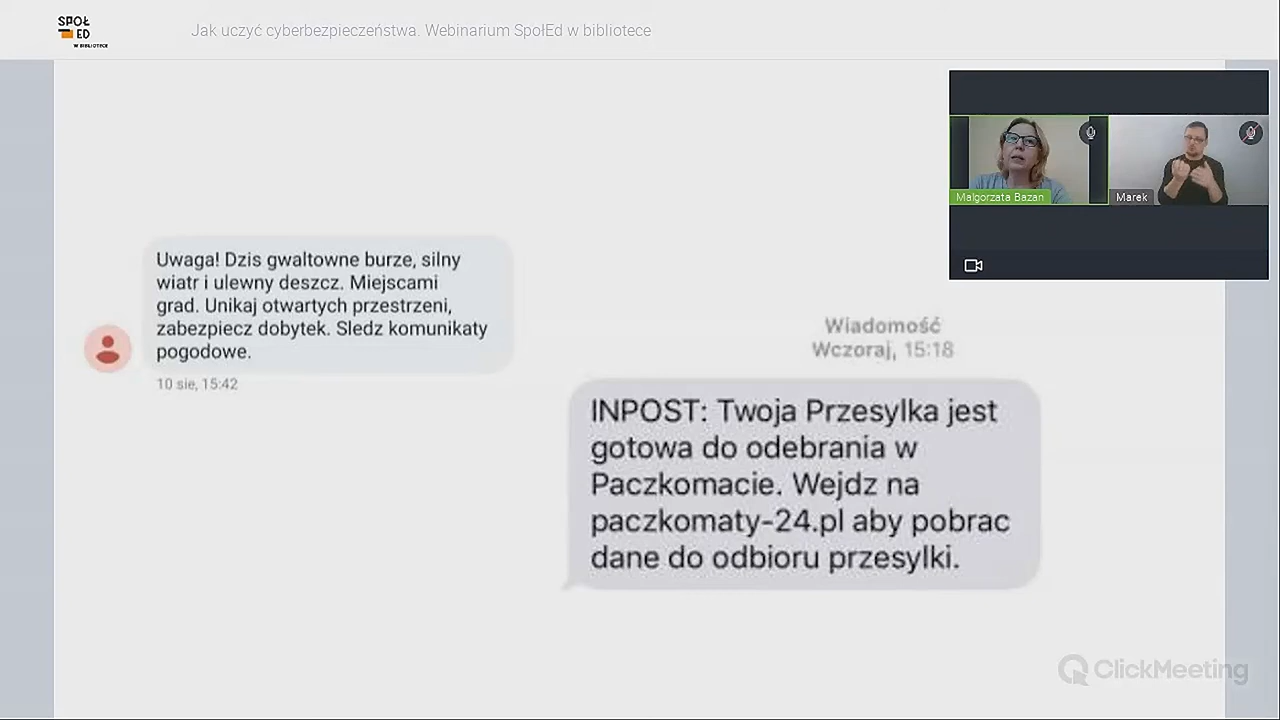 SPOŁ
ED
W BIBLIOTECE
Jak uczyć cyberbezpieczeństwa. Webinarium SpołEd w bibliotece
Malgorzata Bazan
Marek
Uwaga! Dzis gwaltowne burze, silny
wiatr i ulewny deszcz. Miejscami
grad. Unikaj otwartych przestrzeni,
zabezpiecz dobytek. Sledz komunikaty
pogodowe.
10 sie, 15:42
Wiadomość
Wczoraj, 15:18
INPOST: Twoja Przesylka jest
gotowa do odebrania w
Paczkomacie. Wejdz na
paczkomaty-24.pl aby pobrac
dane do odbioru przesylki.
ClickMeeting